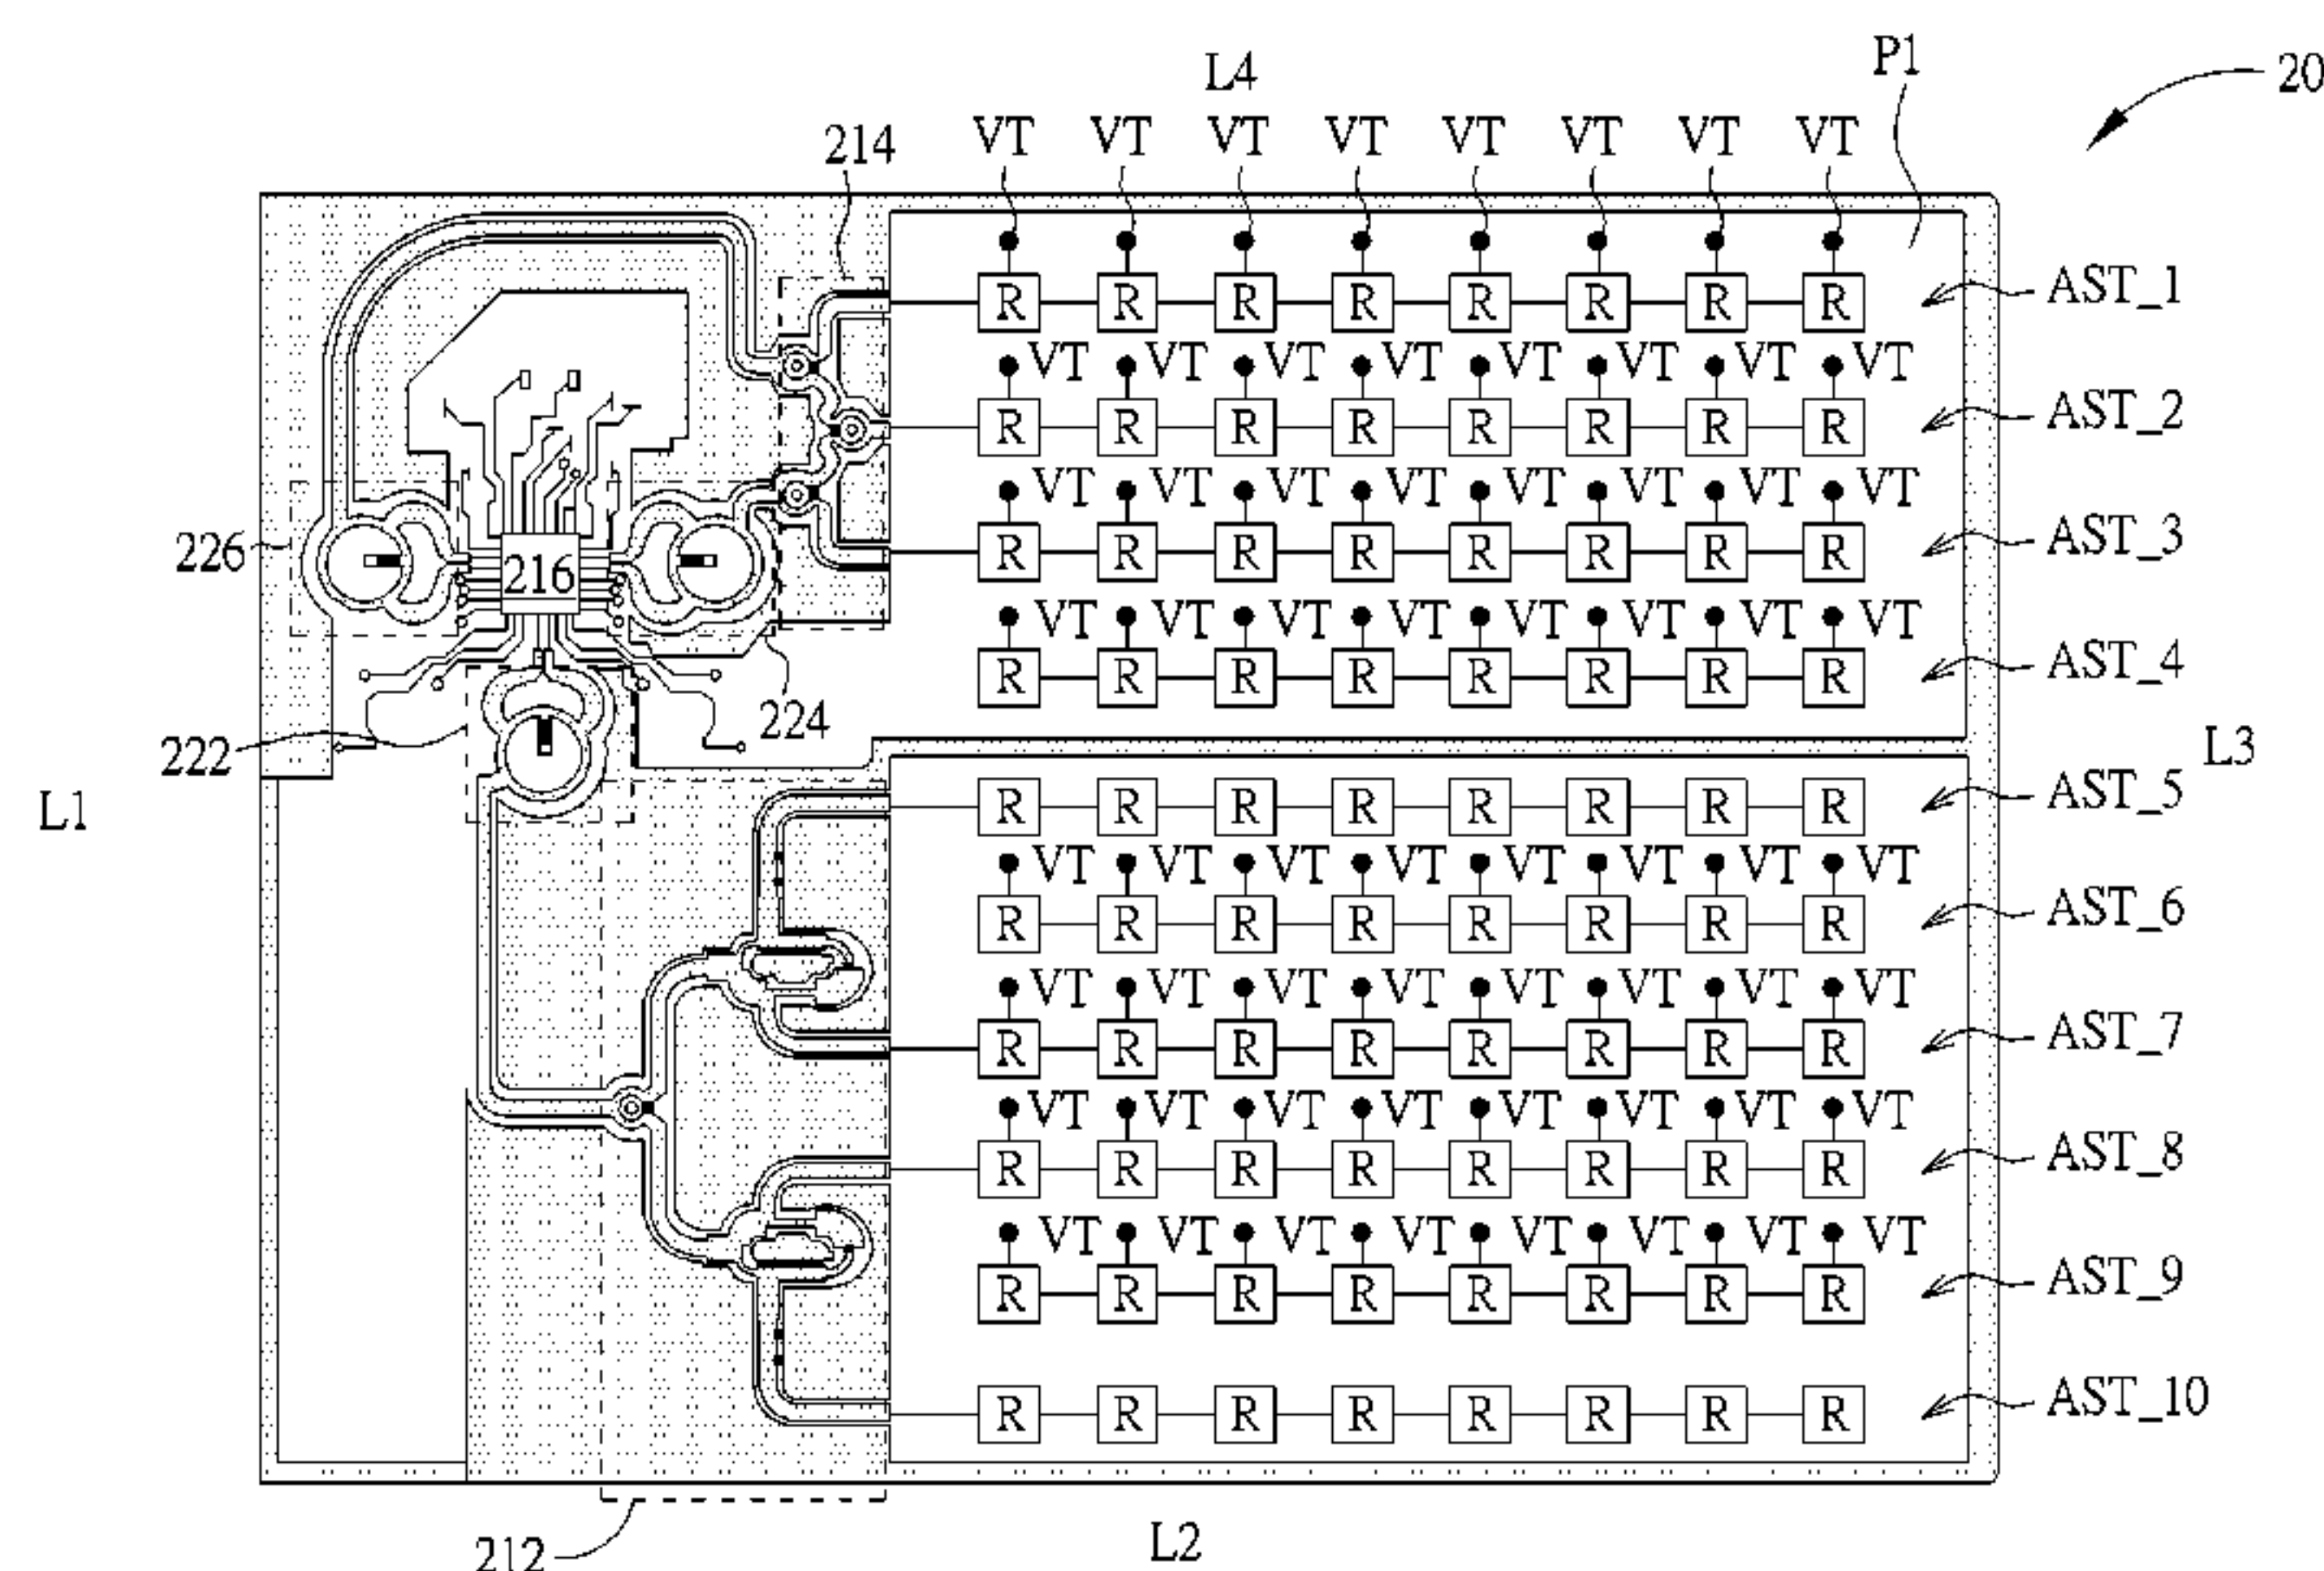 P1
20
L4
VT VT VT VT VT VT VT VT
214
R R R R R R R R AST_1
VT VT VT VT VT VT VT VT
R R R R R R R R AST_2
VT VT VT VT VT VT VT VT
226 216 R R R R R R R R AST_3
VT VT VT VT VT VT VT VT
R R R R R R R R AST_4
224
222 L3
L1 R R R R R R R R AST_5
VT VT VT VT VT VT VT VT
R R R R R R R R AST_6
VT VT VT VT VT VT VT VT
R R R R R R R R AST_7
VT VT VT VT VT VT VT VT
R R R R R R R R AST_8
VT VT VT VT VT VT VT VT
R R R R R R R R AST_9
R R R R R R R R AST_10
212 L2